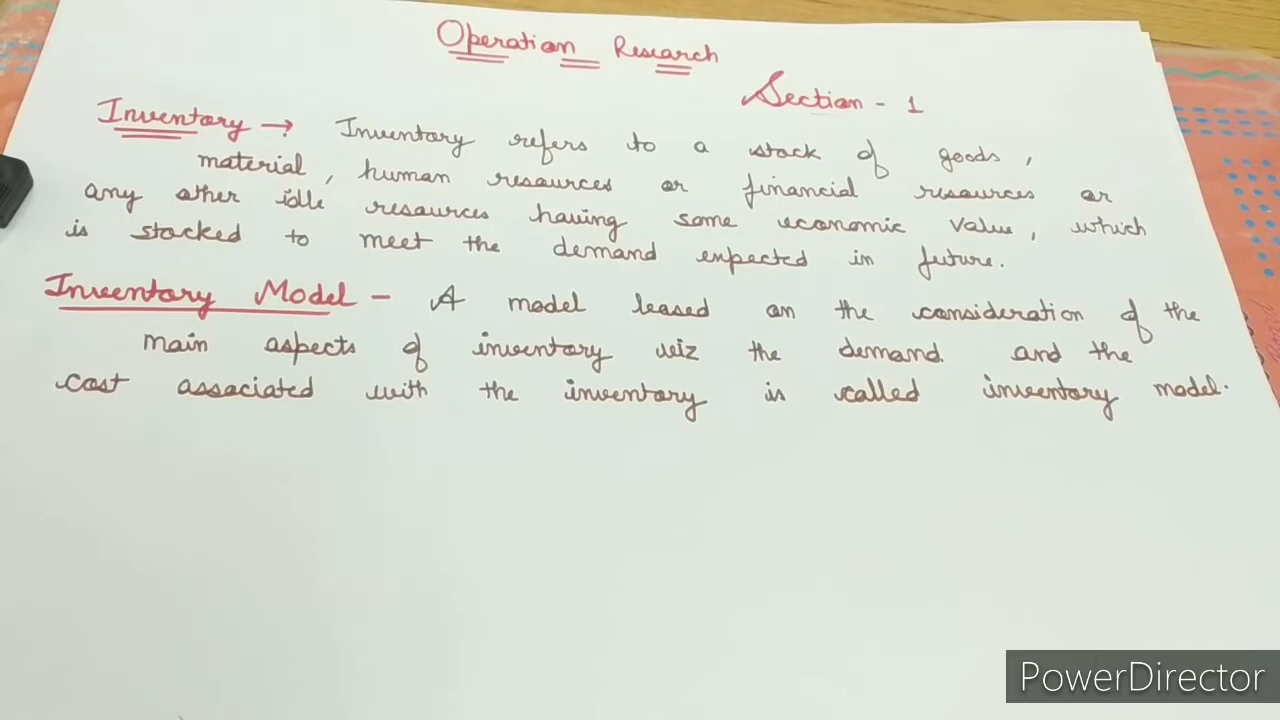 Operation Research
Section - 1
Inventory → Inventory refers to a stock of goods,
material, human resources or financial resources or
any other idle resources having some economic value, which
is stocked to meet the demand expected in future.
Inventory Model - A model based on the consideration of the
main aspects of inventory viz the demand and the
cost associated with the inventory is called inventory model.
PowerDirector